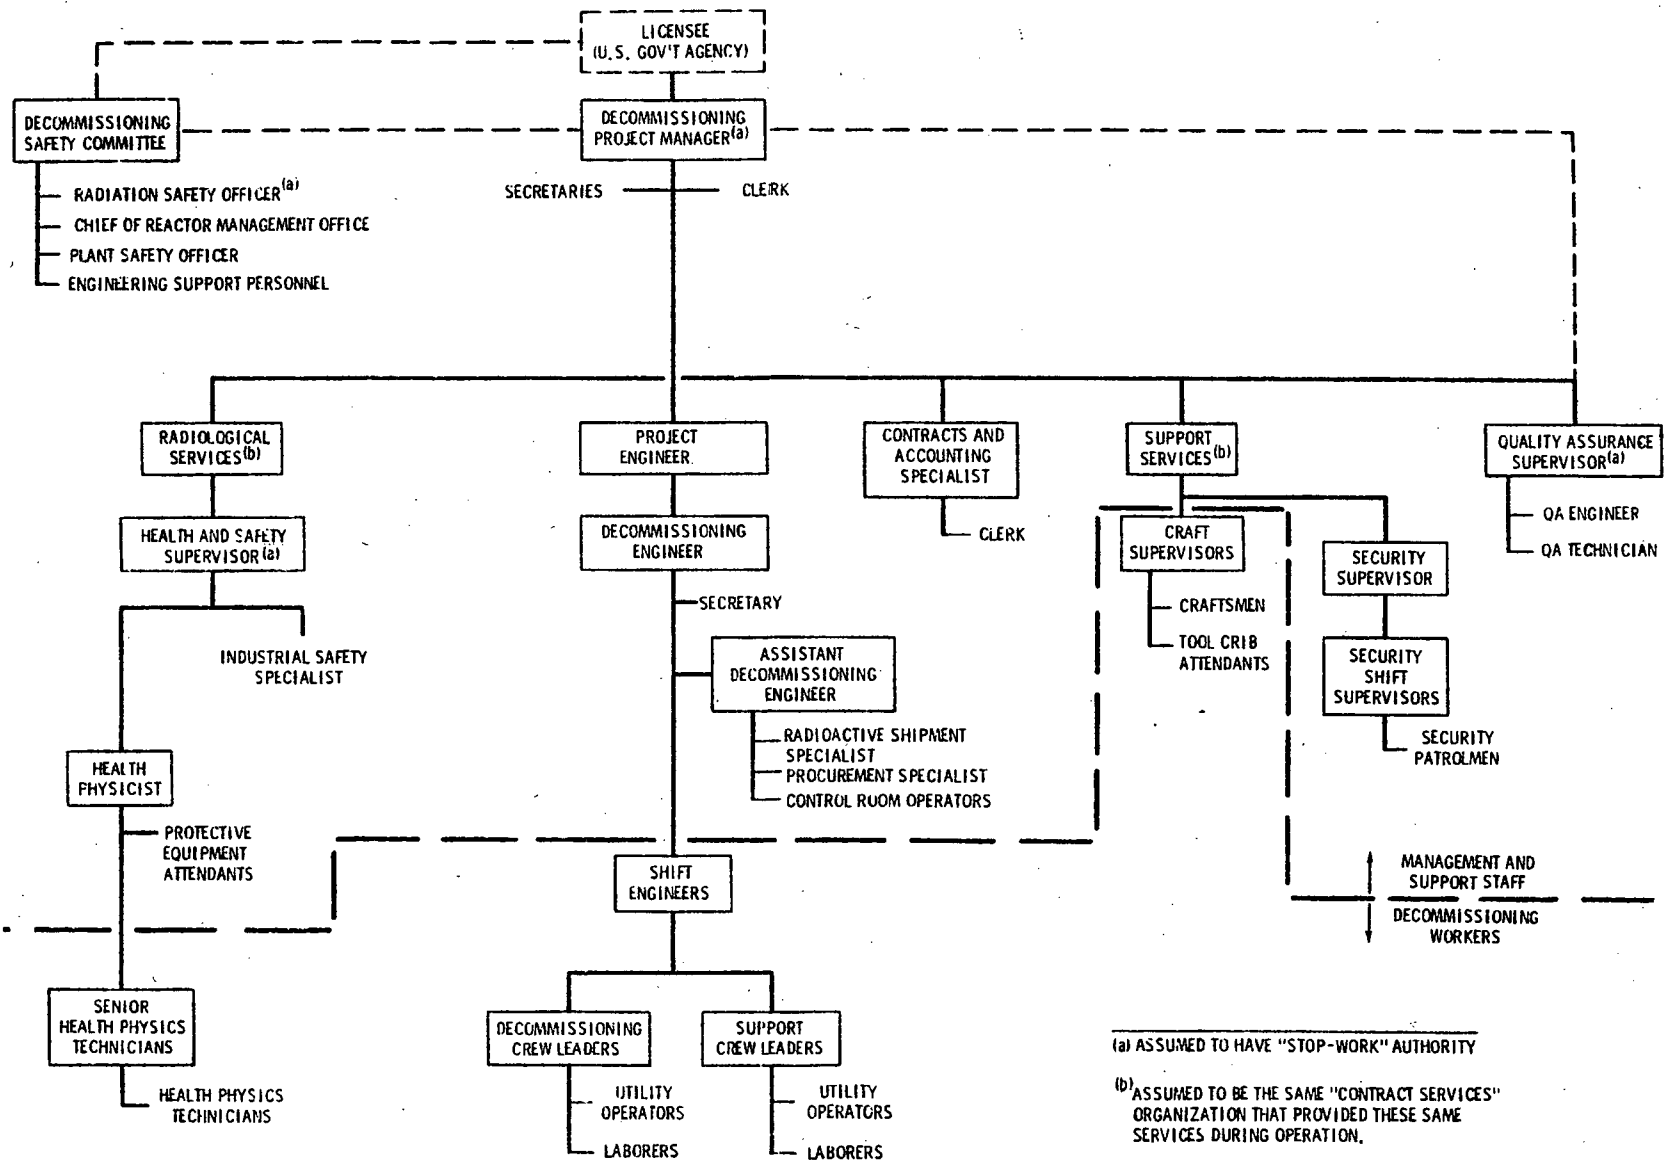 LICENSEE
(U.S. GOV'T AGENCY)
DECOMMISSIONING
SAFETY COMMITTEE
DECOMMISSIONING
PROJECT MANAGER(a)
RADIATION SAFETY OFFICER(a)
CHIEF OF REACTOR MANAGEMENT OFFICE
PLANT SAFETY OFFICER
ENGINEERING SUPPORT PERSONNEL
SECRETARIES
CLERK
RADIOLOGICAL
SERVICES(b)
PROJECT
ENGINEER
CONTRACTS AND
ACCOUNTING
SPECIALIST
SUPPORT
SERVICES(b)
QUALITY ASSURANCE
SUPERVISOR(a)
HEALTH AND SAFETY
SUPERVISOR(a)
DECOMMISSIONING
ENGINEER
CLERK
CRAFT
SUPERVISORS
SECURITY
SUPERVISOR
QA ENGINEER
QA TECHNICIAN
SECRETARY
CRAFTSMEN
TOOL CRIB
ATTENDANTS
INDUSTRIAL SAFETY
SPECIALIST
ASSISTANT
DECOMMISSIONING
ENGINEER
SECURITY
SHIFT
SUPERVISORS
RADIOACTIVE SHIPMENT
SPECIALIST
PROCUREMENT SPECIALIST
CONTROL ROOM OPERATORS
SECURITY
PATROLMEN
HEALTH
PHYSICIST
PROTECTIVE
EQUIPMENT
ATTENDANTS
SHIFT
ENGINEERS
MANAGEMENT AND
SUPPORT STAFF
DECOMMISSIONING
WORKERS
SENIOR
HEALTH PHYSICS
TECHNICIANS
DECOMMISSIONING
CREW LEADERS
SUPPORT
CREW LEADERS
HEALTH PHYSICS
TECHNICIANS
UTILITY
OPERATORS
LABORERS
UTILITY
OPERATORS
LABORERS
(a) ASSUMED TO HAVE "STOP-WORK" AUTHORITY
(b) ASSUMED TO BE THE SAME "CONTRACT SERVICES"
ORGANIZATION THAT PROVIDED THESE SAME
SERVICES DURING OPERATION.